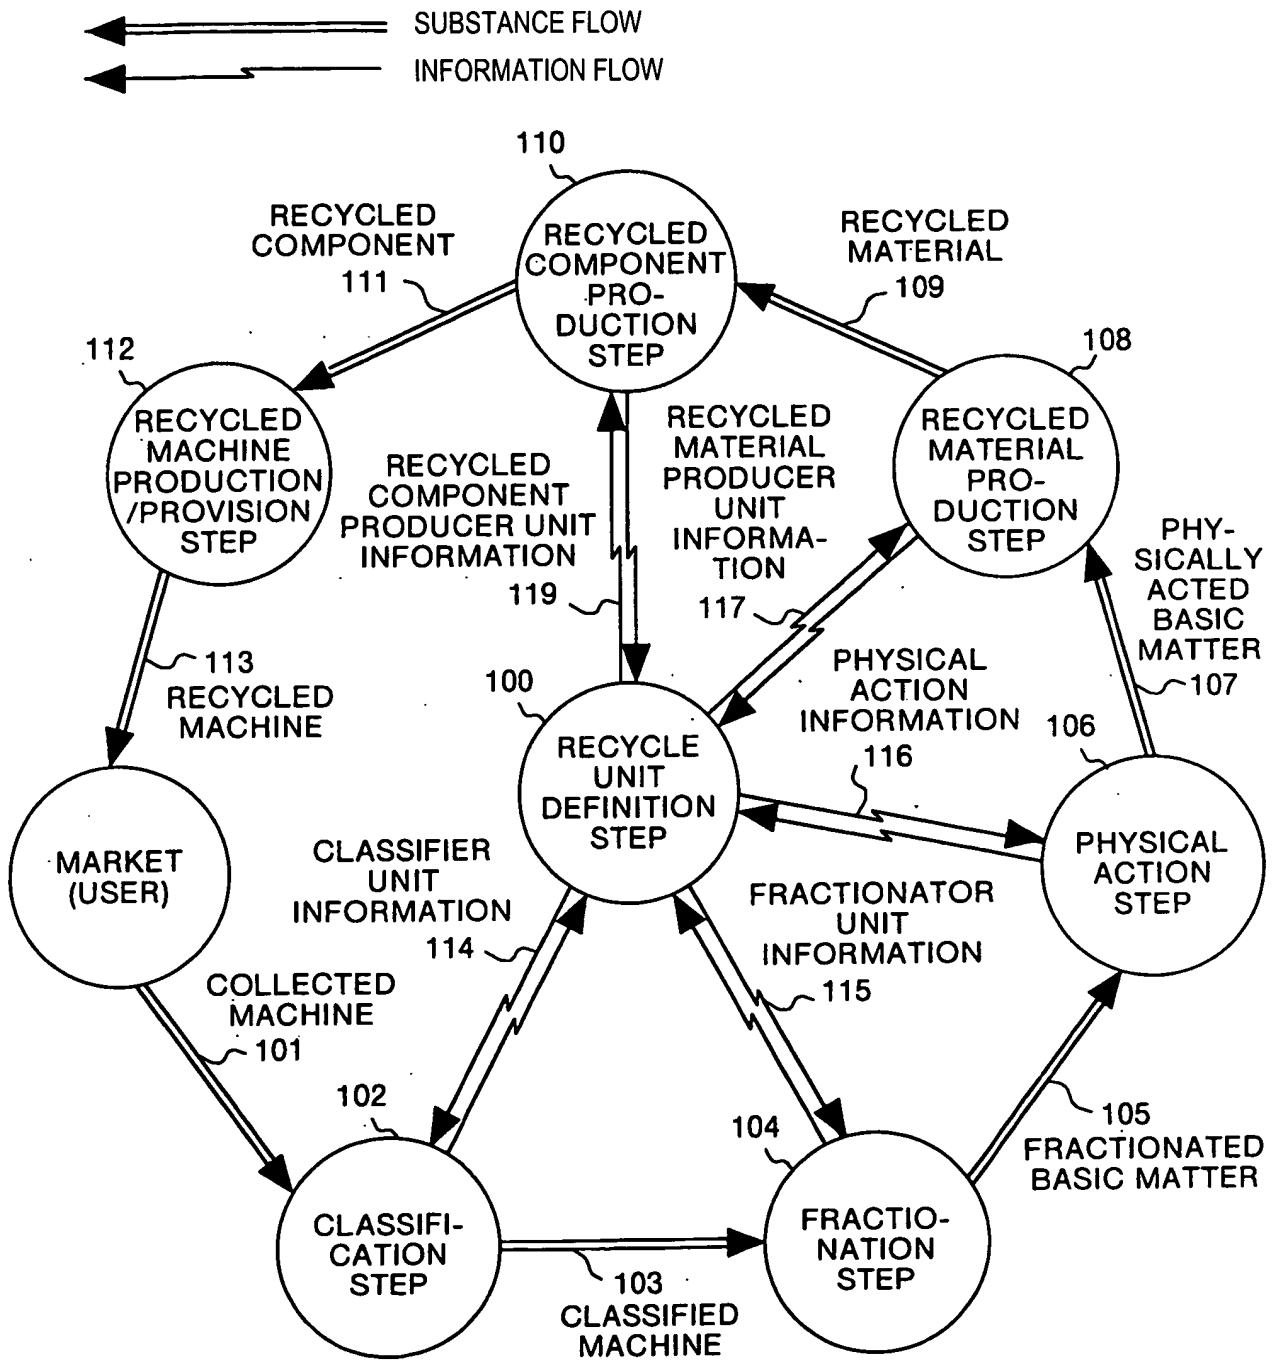 SUBSTANCE FLOW
INFORMATION FLOW
110
RECYCLED
COMPONENT
111
RECYCLED
COMPONENT
PRO-
DUCTION
STEP
RECYCLED
MATERIAL
109
112
RECYCLED
MACHINE
PRODUCTION
/PROVISION
STEP
108
RECYCLED
MATERIAL
PRO-
DUCTION
STEP
RECYCLED
COMPONENT
PRODUCER UNIT
INFORMATION
119
RECYCLED
MATERIAL
PRODUCER
UNIT
INFORMA-
TION
117
PHY-
SICALLY
ACTED
BASIC
MATTER
107
113
RECYCLED
MACHINE
100
RECYCLE
UNIT
DEFINITION
STEP
PHYSICAL
ACTION
INFORMATION
116
106
PHYSICAL
ACTION
STEP
MARKET
(USER)
CLASSIFIER
UNIT
INFORMATION
114
FRACTIONATOR
UNIT
INFORMATION
115
COLLECTED
MACHINE
101
102
CLASSIFI-
CATION
STEP
103
CLASSIFIED
MACHINE
104
FRACTIO-
NATION
STEP
105
FRACTIONATED
BASIC MATTER